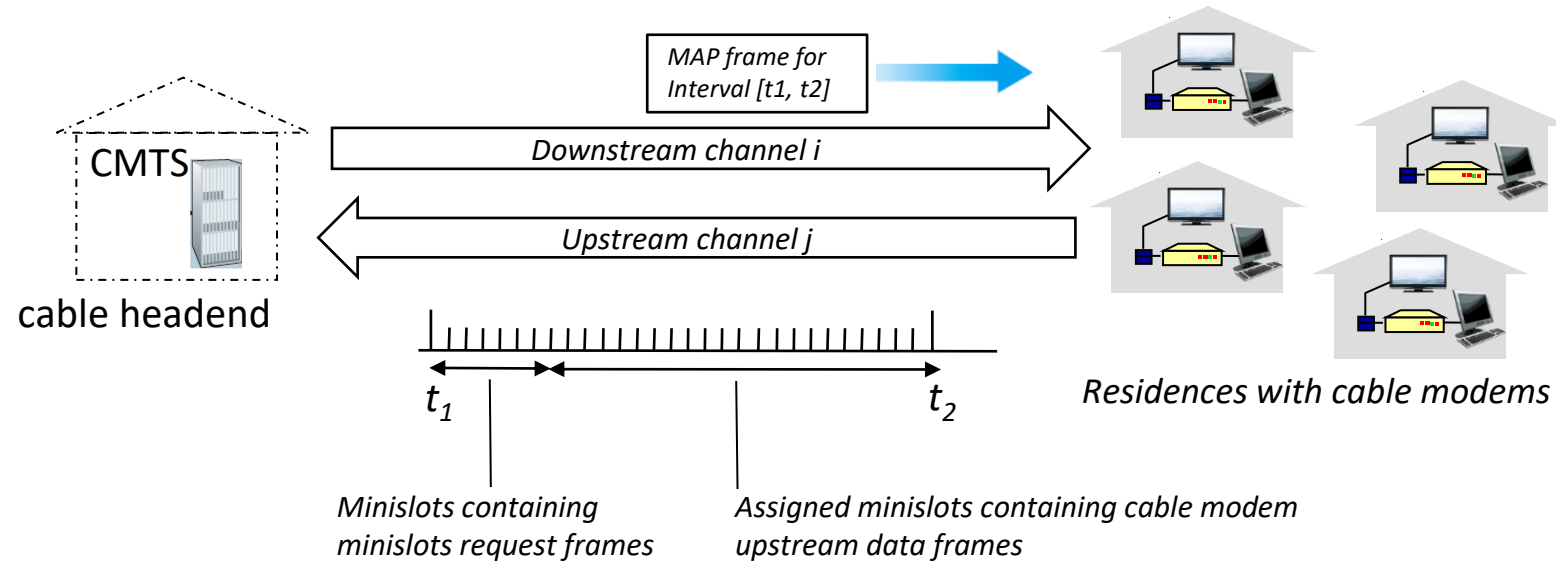 MAP frame for
Interval [t1, t2]
CMTS
Downstream channel i
Upstream channel j
cable headend
t1
t2
Residences with cable modems
Minislots containing
minislots request frames
Assigned minislots containing cable modem
upstream data frames